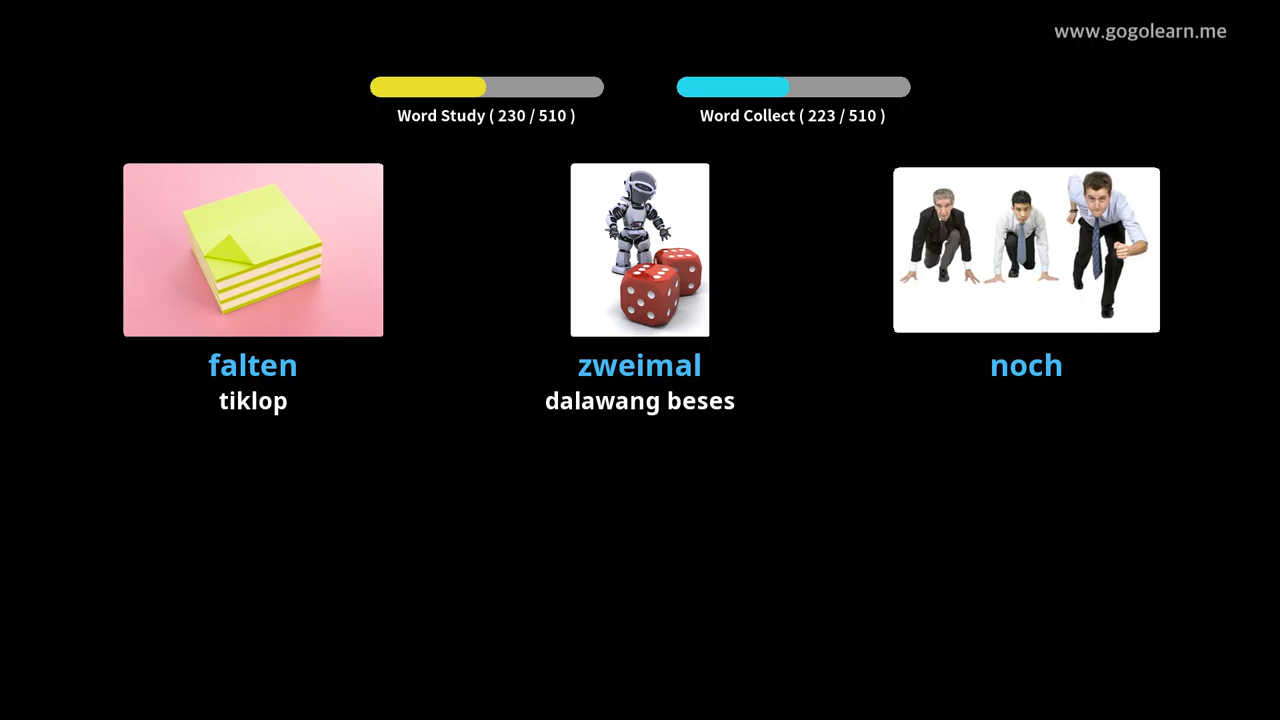 www.gogolearn.me
Word Study ( 230 / 510 )
Word Collect ( 223 / 510 )
falten
tiklop
zweimal
dalawang beses
noch